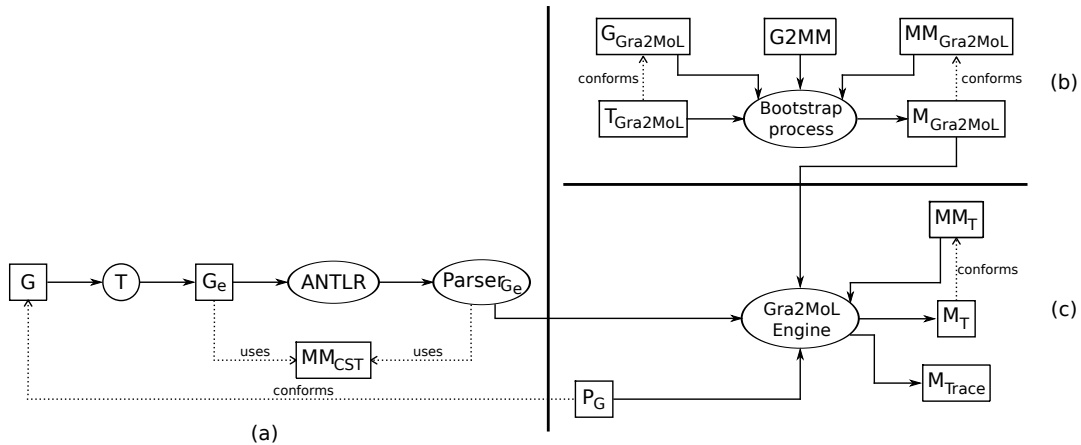 G_Gra2MoL
G2MM
MM_Gra2MoL
conforms
conforms
(b)
T_Gra2MoL
Bootstrap
process
M_Gra2MoL
MM_T
conforms
G
T
G_e
ANTLR
Parser_G_e
Gra2MoL
Engine
M_T
(c)
uses
MM_CST
uses
M_Trace
conforms
P_G
(a)